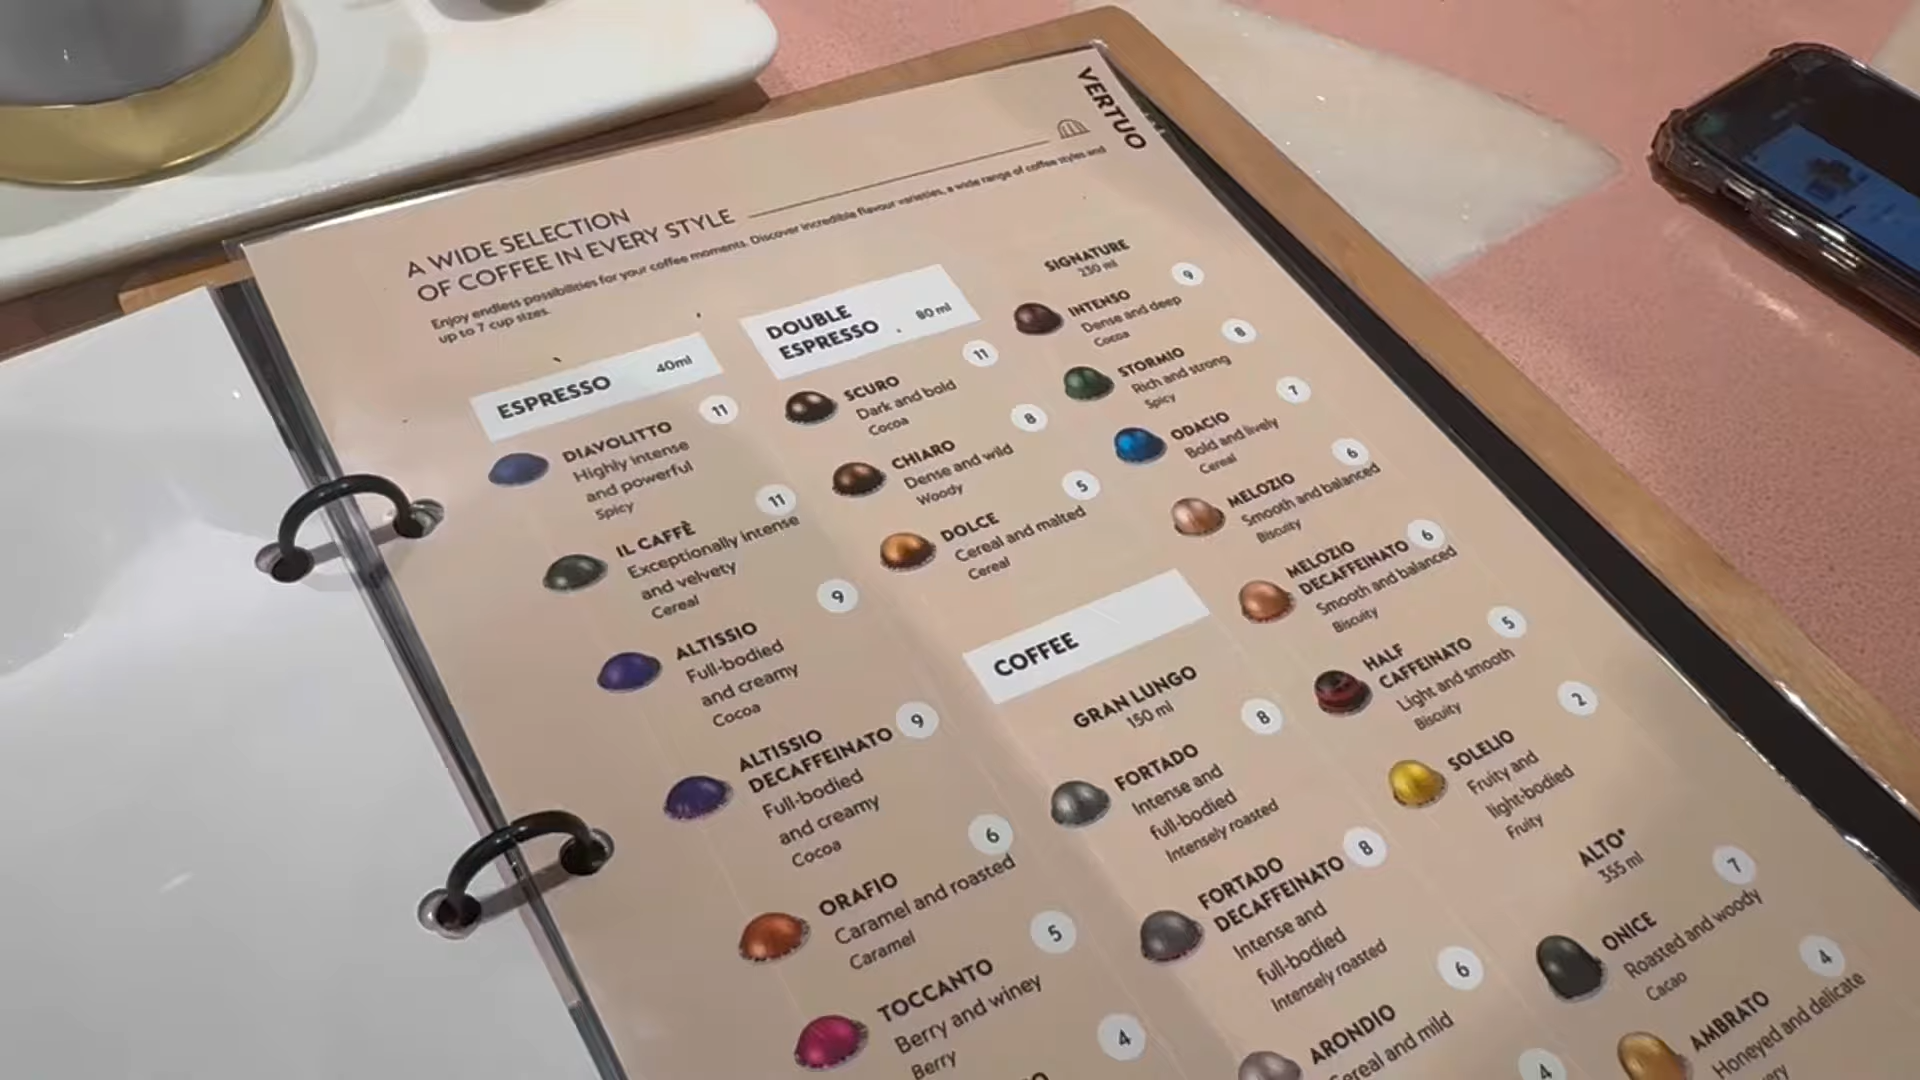 VERTUO
A WIDE SELECTION
OF COFFEE IN EVERY STYLE
Enjoy endless possibilities for your coffee moments. Discover incredible flavour varieties, a wide range of coffee styles and
up to 7 cup sizes.
ESPRESSO 40ml
DIAVOLITTO 11
Highly intense
and powerful
Spicy
IL CAFFÈ 11
Exceptionally intense
and velvety
Cereal
ALTISSIO 9
Full-bodied
and creamy
Cocoa
ALTISSIO
DECAFFEINATO 9
Full-bodied
and creamy
Cocoa
ORAFIO 6
Caramel and roasted
Caramel
TOCCANTO 5
Berry and winey
Berry
4
DOUBLE
ESPRESSO 80 ml
SCURO 11
Dark and bold
Cocoa
CHIARO 8
Dense and wild
Woody
DOLCE 5
Cereal and malted
Cereal
COFFEE
GRAN LUNGO
150 ml
FORTADO 8
Intense and
full-bodied
Intensely roasted
FORTADO
DECAFFEINATO 8
Intense and
full-bodied
Intensely roasted
ARONDIO 6
Cereal and mild
4
SIGNATURE
230 ml
INTENSO 9
Dense and deep
Cocoa
STORMIO 8
Rich and strong
Spicy
ODACIO 7
Bold and lively
Cereal
MELOZIO 6
Smooth and balanced
Biscuity
MELOZIO
DECAFFEINATO 6
Smooth and balanced
Biscuity
HALF
CAFFEINATO 5
Light and smooth
Biscuity
SOLELIO 2
Fruity and
light-bodied
Fruity
ALTO*
355 ml
ONICE 7
Roasted and woody
Cacao
AMBRATO 4
Honeyed and delicate